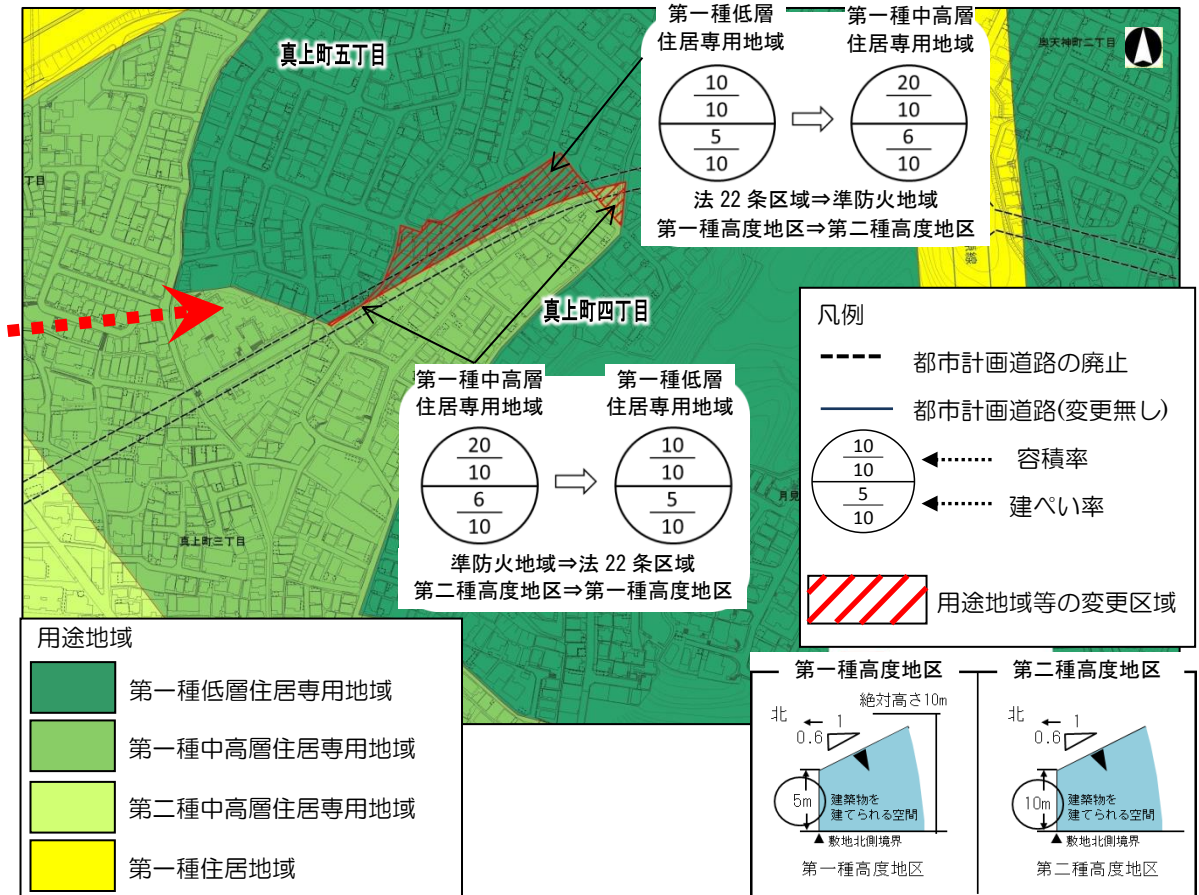 真上町五丁目
第一種低層
住居専用地域
10
10
5
10
第一種中高層
住居専用地域
20
10
6
10
法 22 条区域⇒準防火地域
第一種高度地区⇒第二種高度地区
奥天神町二丁目
丁目
真上町四丁目
真上町三丁目
月見
第一種中高層
住居専用地域
20
10
6
10
第一種低層
住居専用地域
10
10
5
10
準防火地域⇒法 22 条区域
第二種高度地区⇒第一種高度地区
凡例
都市計画道路の廃止
都市計画道路(変更無し)
10
10
5
10
容積率
建ぺい率
用途地域等の変更区域
用途地域
第一種低層住居専用地域
第一種中高層住居専用地域
第二種中高層住居専用地域
第一種住居地域
第一種高度地区
絶対高さ10m
北
1
0.6
5m
建築物を
建てられる空間
敷地北側境界
第一種高度地区
第二種高度地区
北
1
0.6
10m
建築物を
建てられる空間
敷地北側境界
第二種高度地区